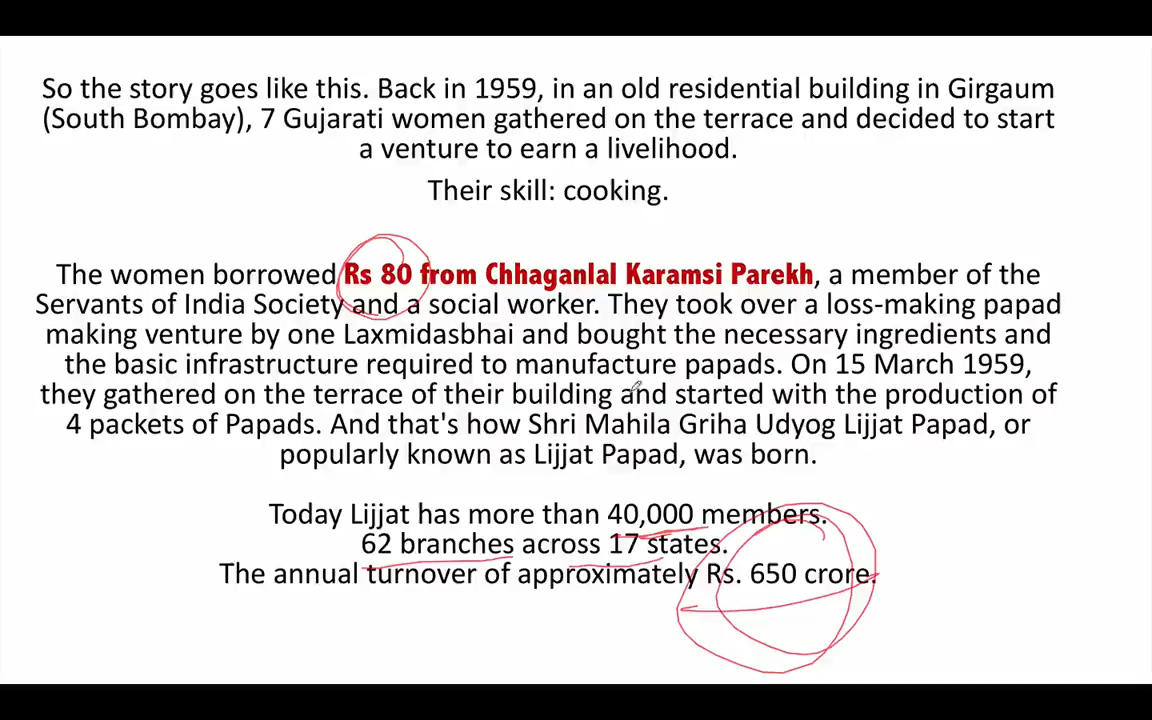 So the story goes like this. Back in 1959, in an old residential building in Girgaum
(South Bombay), 7 Gujarati women gathered on the terrace and decided to start
a venture to earn a livelihood.
Their skill: cooking.
The women borrowed Rs 80 from Chhaganlal Karamsi Parekh, a member of the
Servants of India Society and a social worker. They took over a loss-making papad
making venture by one Laxmidasbhai and bought the necessary ingredients and
the basic infrastructure required to manufacture papads. On 15 March 1959,
they gathered on the terrace of their building and started with the production of
4 packets of Papads. And that's how Shri Mahila Griha Udyog Lijjat Papad, or
popularly known as Lijjat Papad, was born.
Today Lijjat has more than 40,000 members.
62 branches across 17 states.
The annual turnover of approximately Rs. 650 crore.